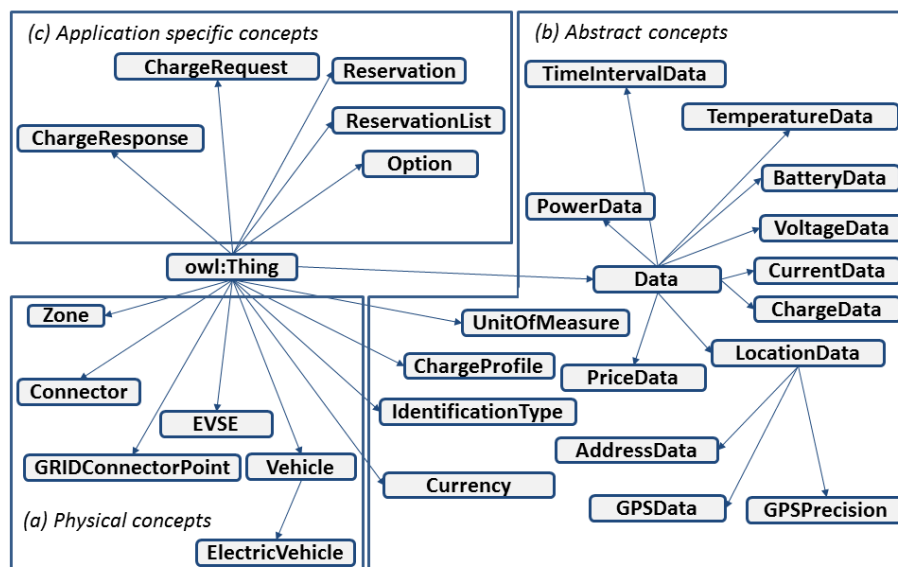 (c) Application specific concepts
ChargeRequest
Reservation
ReservationList
ChargeResponse
Option
(b) Abstract concepts
TimeIntervalData
TemperatureData
BatteryData
PowerData
VoltageData
owl:Thing
Data
CurrentData
ChargeData
Zone
UnitOfMeasure
LocationData
ChargeProfile
PriceData
Connector
IdentificationType
EVSE
AddressData
GRIDConnectorPoint
Vehicle
Currency
GPSData
GPSPrecision
(a) Physical concepts
ElectricVehicle